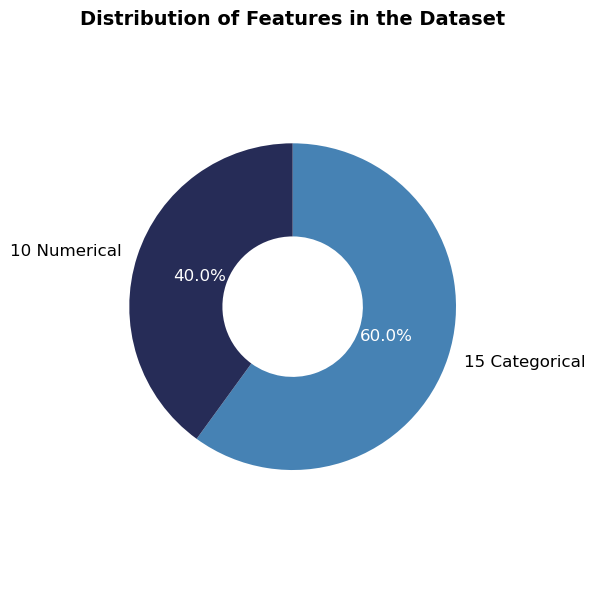 Distribution of Features in the Dataset
10 Numerical
40.0%
60.0%
15 Categorical